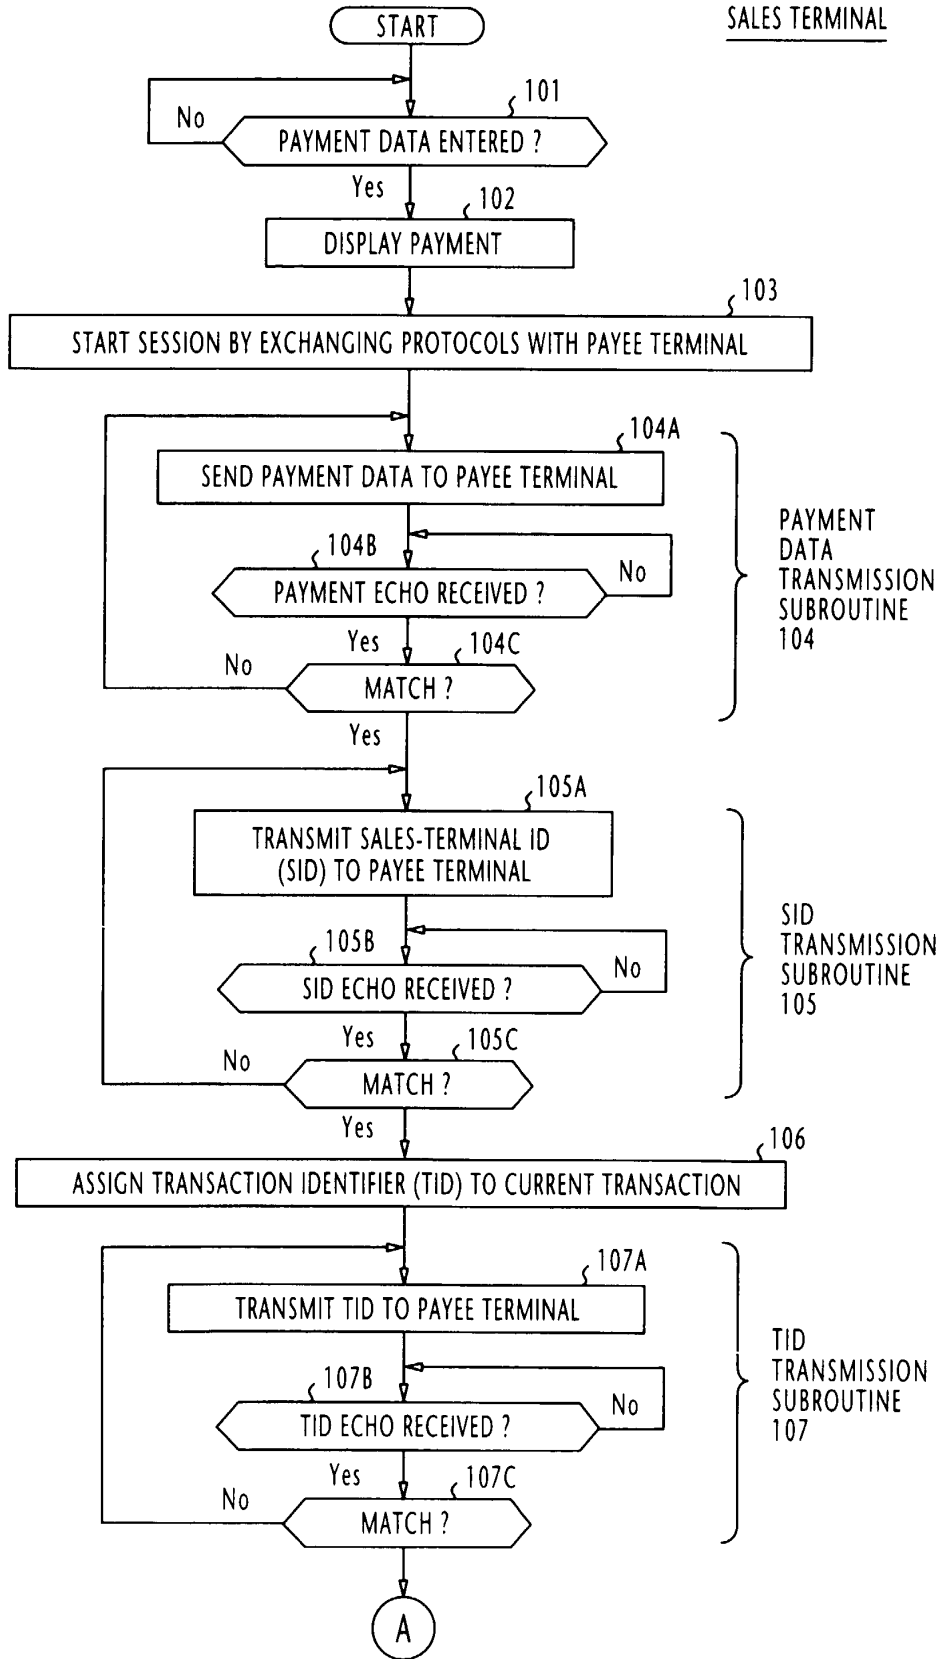 SALES TERMINAL
START
101
No
PAYMENT DATA ENTERED ?
Yes
102
DISPLAY PAYMENT
103
START SESSION BY EXCHANGING PROTOCOLS WITH PAYEE TERMINAL
104A
SEND PAYMENT DATA TO PAYEE TERMINAL
104B
No
PAYMENT ECHO RECEIVED ?
Yes
104C
No
MATCH ?
Yes
PAYMENT
DATA
TRANSMISSION
SUBROUTINE
104
105A
TRANSMIT SALES-TERMINAL ID
(SID) TO PAYEE TERMINAL
105B
No
SID ECHO RECEIVED ?
Yes
105C
No
MATCH ?
Yes
SID
TRANSMISSION
SUBROUTINE
105
106
ASSIGN TRANSACTION IDENTIFIER (TID) TO CURRENT TRANSACTION
107A
TRANSMIT TID TO PAYEE TERMINAL
107B
No
TID ECHO RECEIVED ?
Yes
107C
No
MATCH ?
TID
TRANSMISSION
SUBROUTINE
107
A